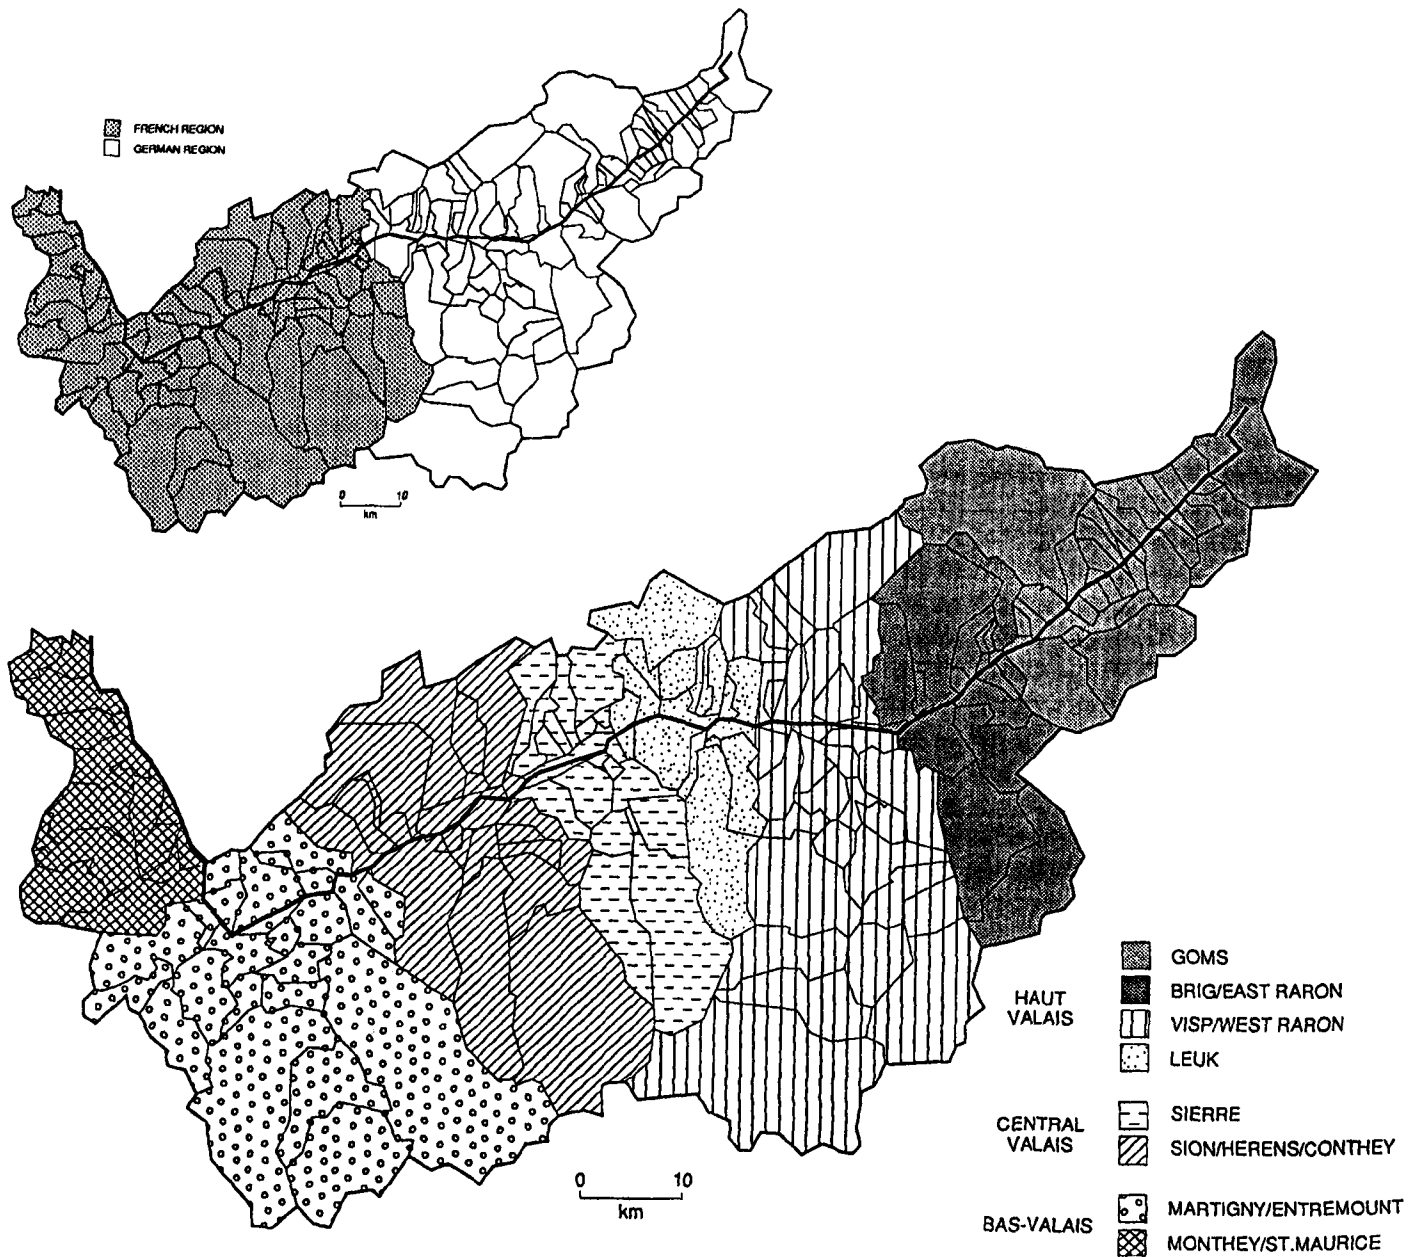 FRENCH REGION
GERMAN REGION
0 10
km
GOMS
BRIG/EAST RARON
HAUT
VALAIS
VISP/WEST RARON
LEUK
SIERRE
CENTRAL
VALAIS
SION/HERENS/CONTHEY
0 10
km
MARTIGNY/ENTREMOUNT
BAS-VALAIS
MONTHEY/ST.MAURICE